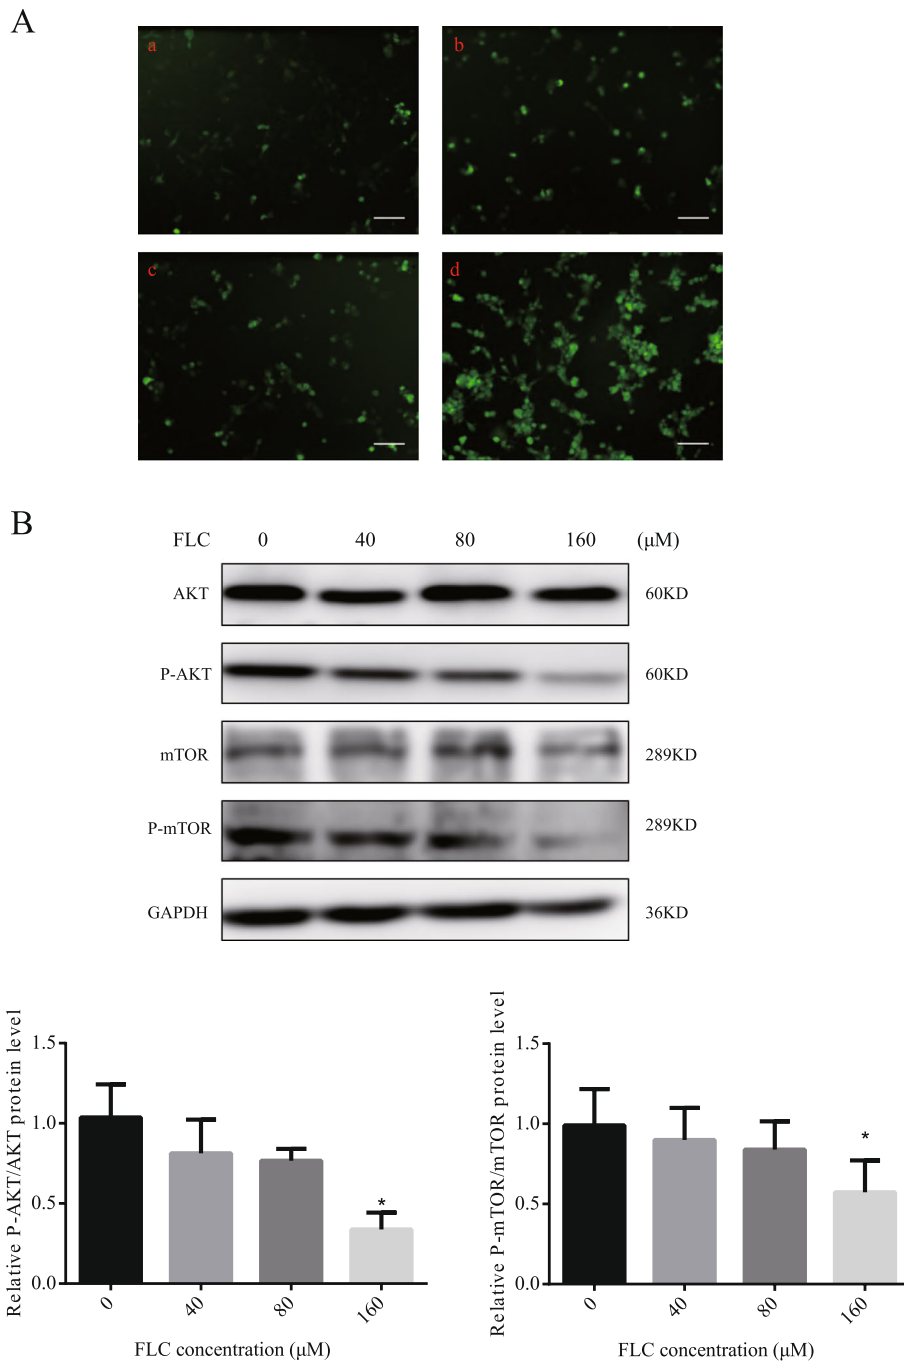 A
a
b
c
d
B
FLC 0 40 80 160 (μM)
AKT 60KD
P-AKT 60KD
mTOR 289KD
P-mTOR 289KD
GAPDH 36KD
Relative P-AKT/AKT protein level
1.5
1.0
0.5
0.0
*
0 40 80 160
FLC concentration (μM)
Relative P-mTOR/mTOR protein level
1.5
1.0
0.5
0.0
*
0 40 80 160
FLC concentration (μM)